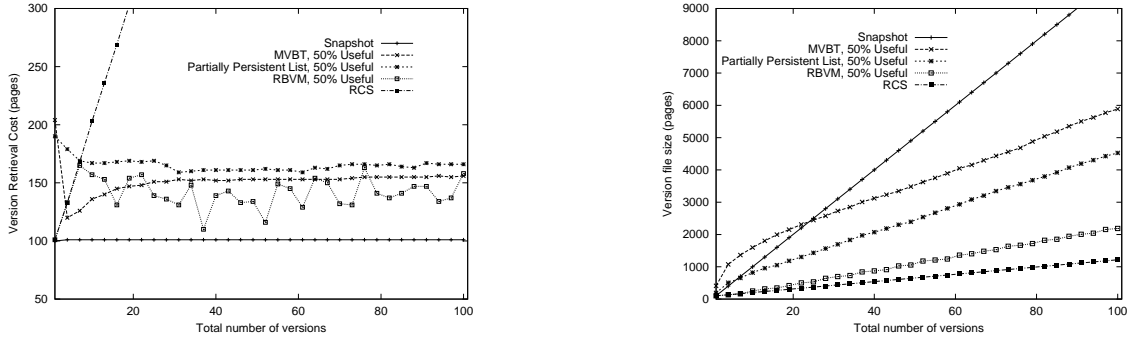 300
250
200
150
100
50
20
40
60
80
100
Version Retrieval Cost (pages)
Total number of versions
Snapshot
MVBT, 50% Useful
Partially Persistent List, 50% Useful
RBVM, 50% Useful
RCS
9000
8000
7000
6000
5000
4000
3000
2000
1000
0
20
40
60
80
100
Version file size (pages)
Total number of versions
Snapshot
MVBT, 50% Useful
Partially Persistent List, 50% Useful
RBVM, 50% Useful
RCS